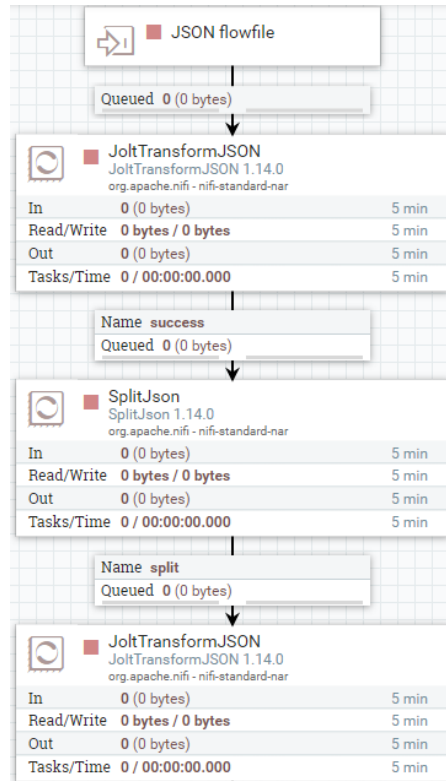 JSON flowfile
Queued 0 (0 bytes)
JoltTransformJSON
JoltTransformJSON 1.14.0
org.apache.nifi - nifi-standard-nar
In 0 (0 bytes) 5 min
Read/Write 0 bytes / 0 bytes 5 min
Out 0 (0 bytes) 5 min
Tasks/Time 0 / 00:00:00.000 5 min
Name success
Queued 0 (0 bytes)
SplitJson
SplitJson 1.14.0
org.apache.nifi - nifi-standard-nar
In 0 (0 bytes) 5 min
Read/Write 0 bytes / 0 bytes 5 min
Out 0 (0 bytes) 5 min
Tasks/Time 0 / 00:00:00.000 5 min
Name split
Queued 0 (0 bytes)
JoltTransformJSON
JoltTransformJSON 1.14.0
org.apache.nifi - nifi-standard-nar
In 0 (0 bytes) 5 min
Read/Write 0 bytes / 0 bytes 5 min
Out 0 (0 bytes) 5 min
Tasks/Time 0 / 00:00:00.000 5 min